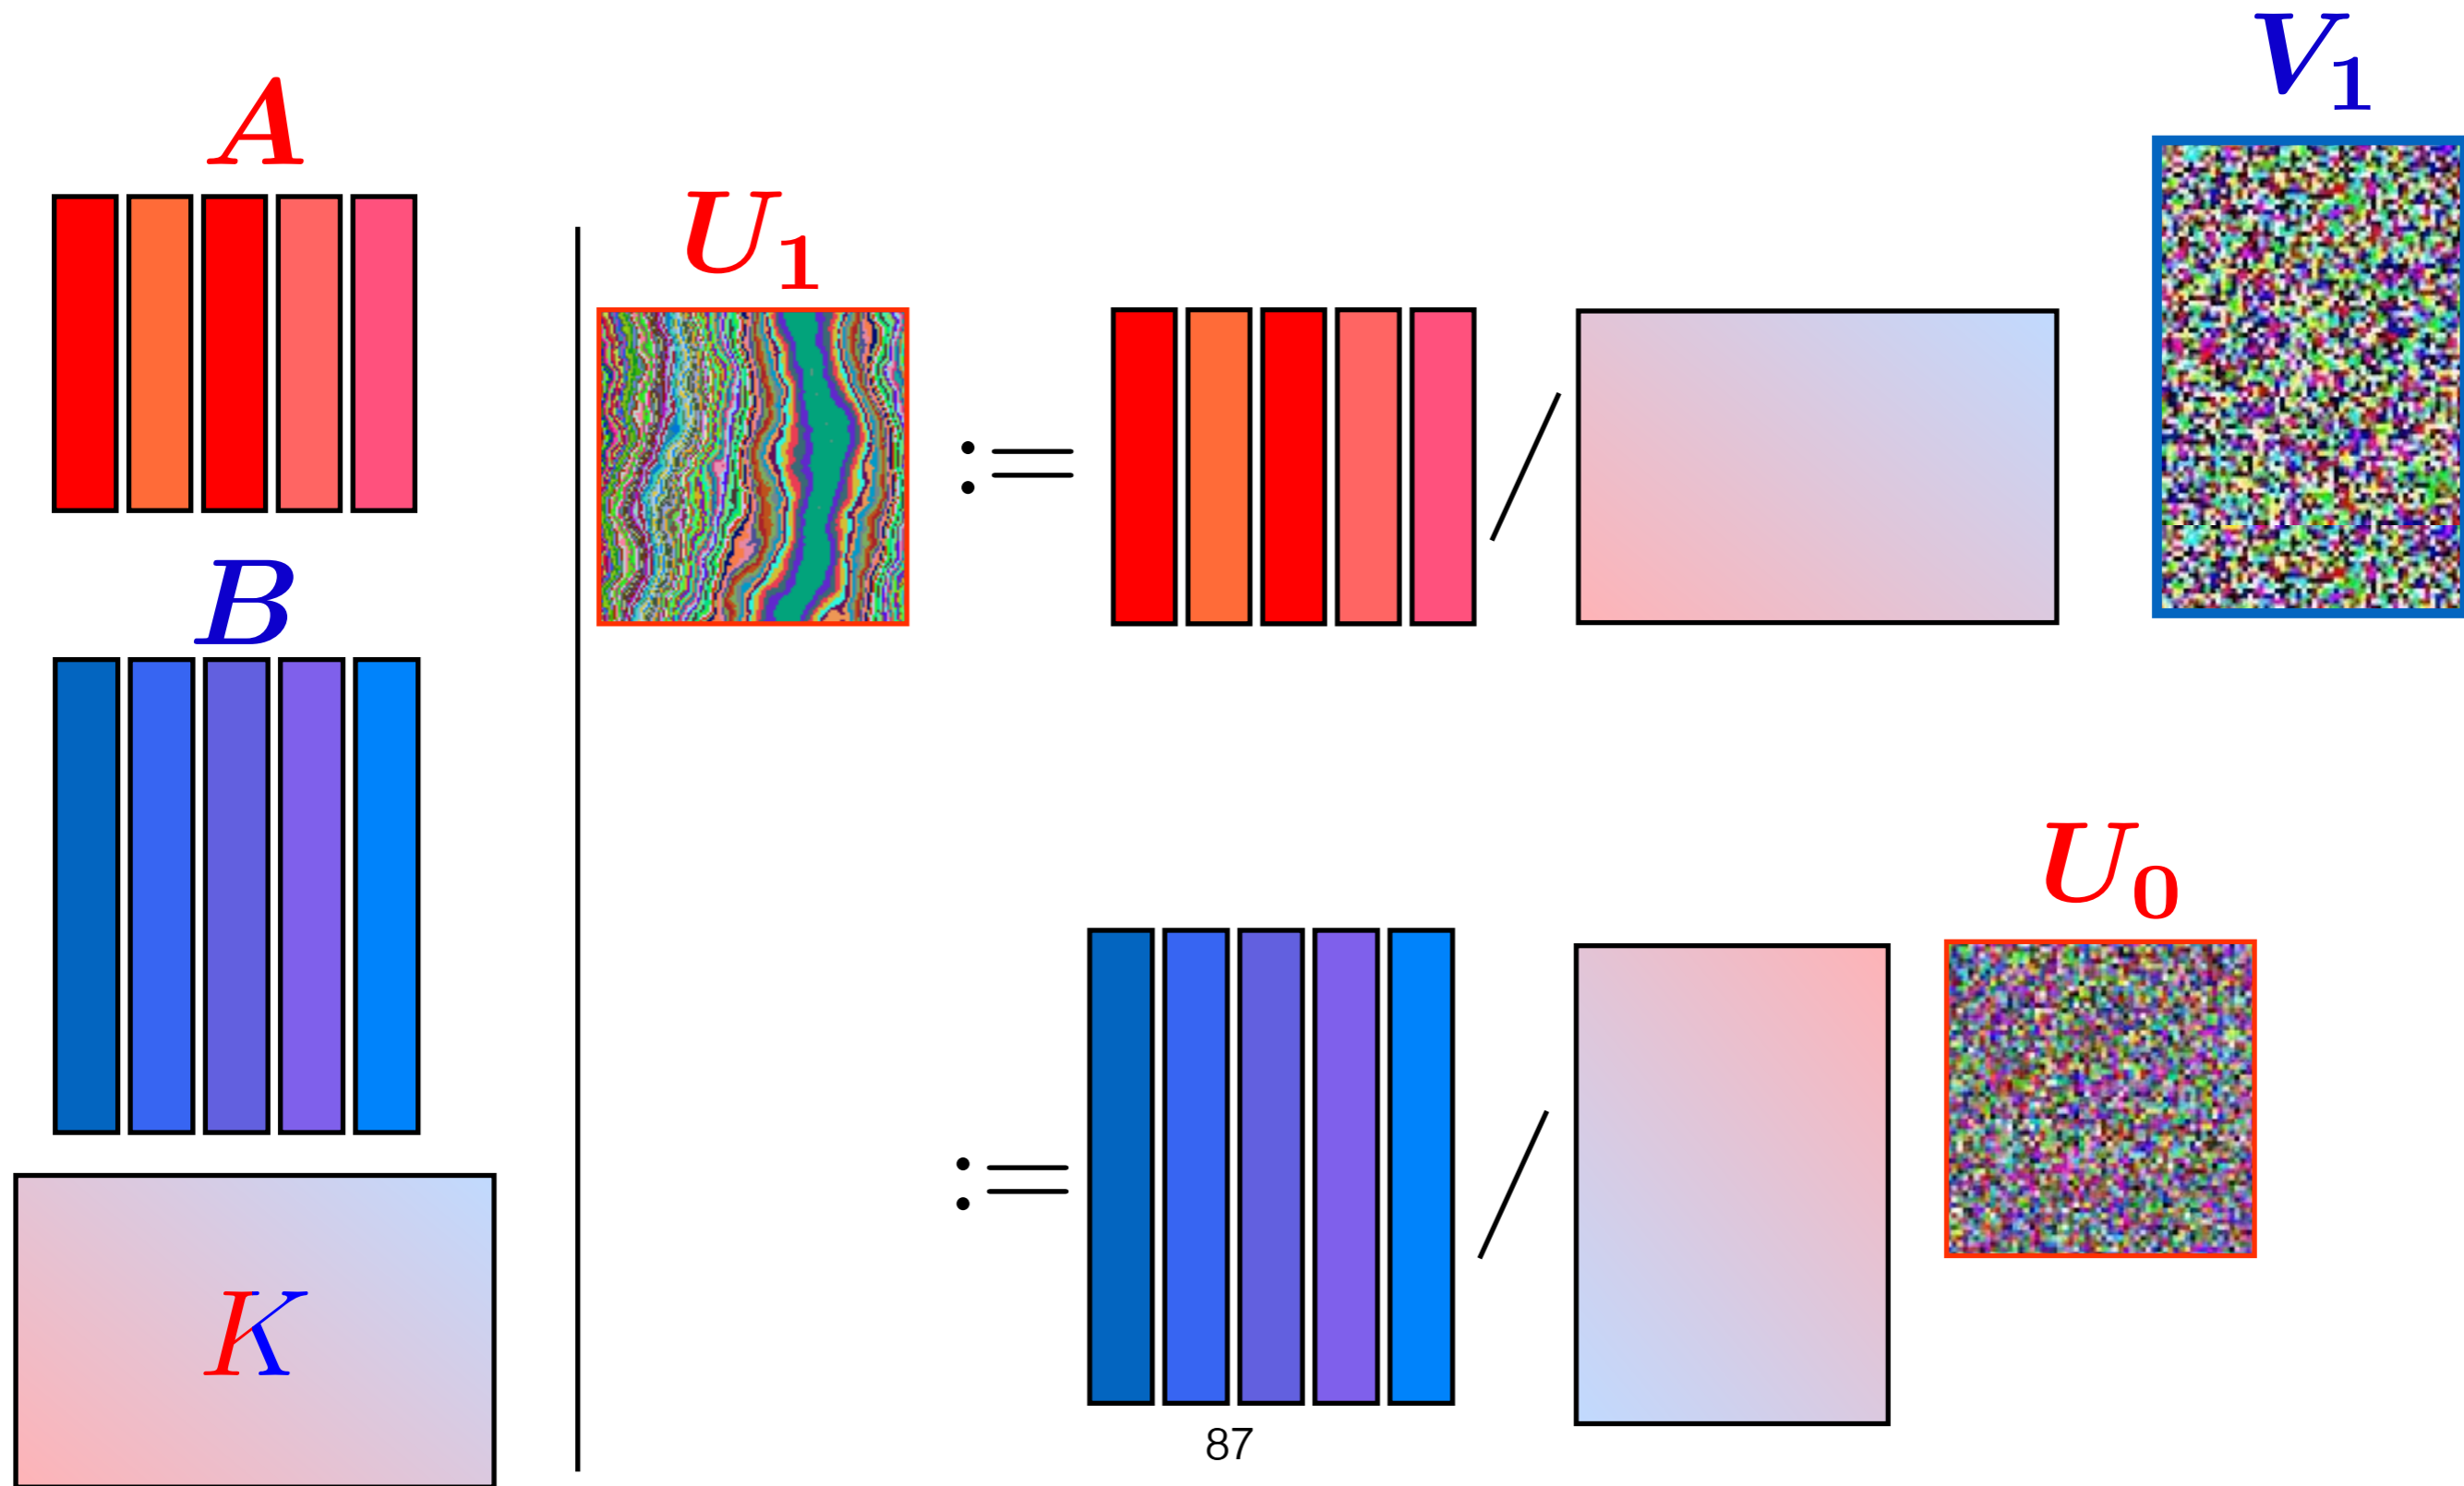 A
B
K
U₁
:=
/
V₁
:=
/
U₀
87